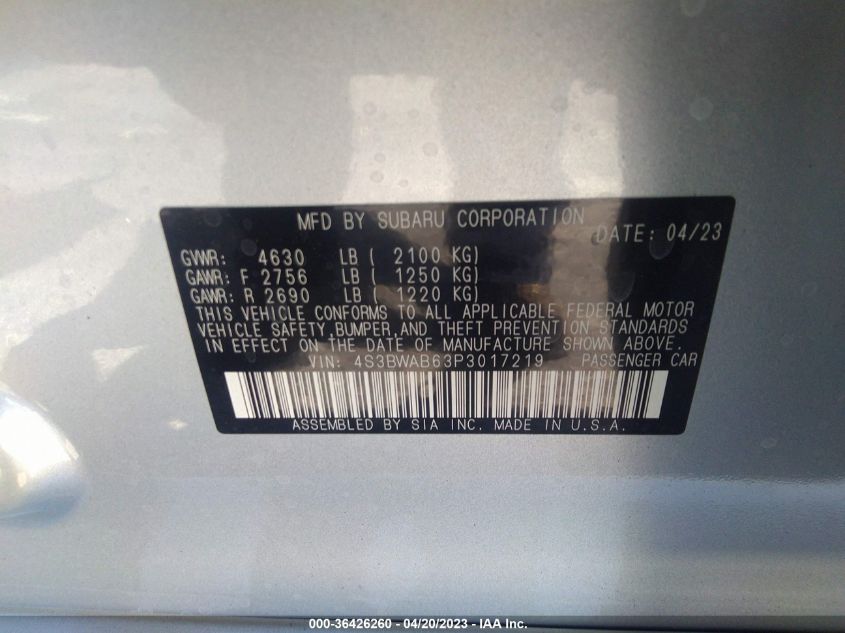 MFD BY SUBARU CORPORATION
DATE: 04/23
GVWR: 4630 LB ( 2100 KG)
GAWR: F 2756 LB ( 1250 KG)
GAWR: R 2690 LB ( 1220 KG)
THIS VEHICLE CONFORMS TO ALL APPLICABLE FEDERAL MOTOR
VEHICLE SAFETY,BUMPER,AND THEFT PREVENTION STANDARDS
IN EFFECT ON THE DATE OF MANUFACTURE SHOWN ABOVE.
VIN: 4S3BWAB63P3017219 PASSENGER CAR
ASSEMBLED BY SIA INC. MADE IN U.S.A.
000-36426260 - 04/20/2023 - IAA Inc.